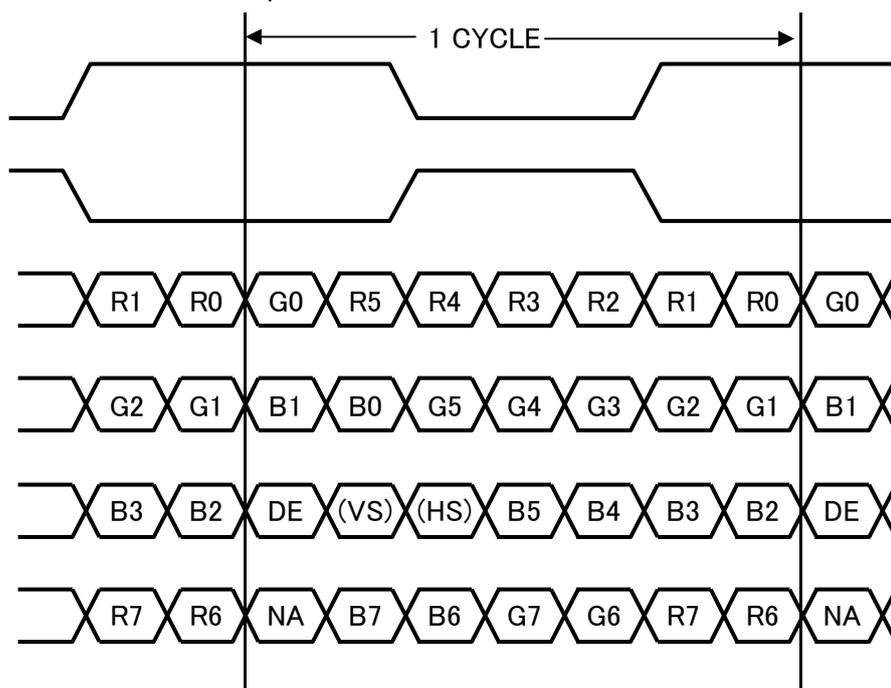 1 CYCLE
R1 R0 G0 R5 R4 R3 R2 R1 R0 G0
G2 G1 B1 B0 G5 G4 G3 G2 G1 B1
B3 B2 DE (VS) (HS) B5 B4 B3 B2 DE
R7 R6 NA B7 B6 G7 G6 R7 R6 NA